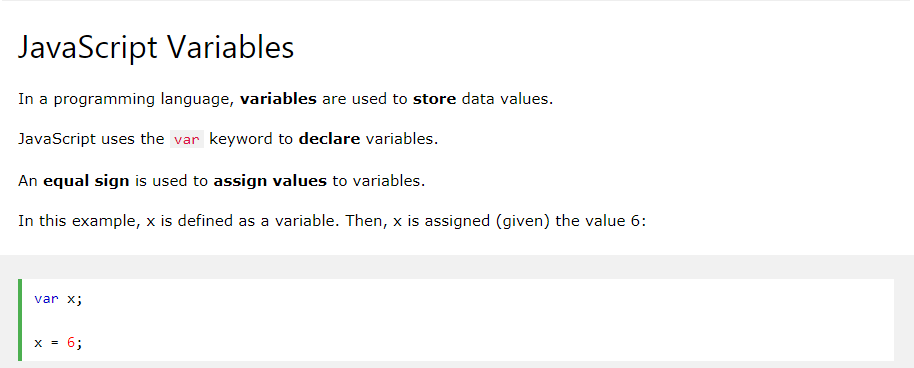 JavaScript Variables
In a programming language, variables are used to store data values.
JavaScript uses the var keyword to declare variables.
An equal sign is used to assign values to variables.
In this example, x is defined as a variable. Then, x is assigned (given) the value 6:
var x;
x = 6;